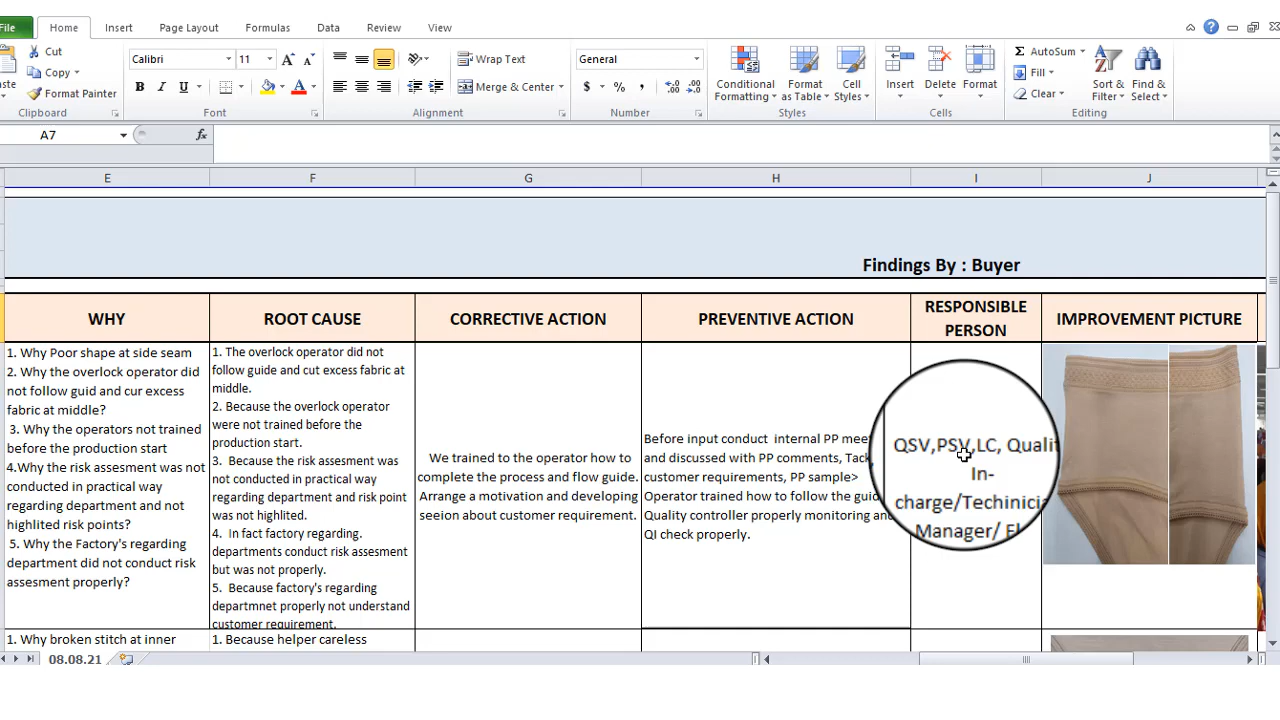 File Home Insert Page Layout Formulas Data Review View
Cut
Copy
Format Painter
Clipboard
Calibri 11
B I U
Font
Wrap Text
Merge & Center
Alignment
General
$ % ,
Number
Conditional Formatting
Format as Table
Cell Styles
Styles
Insert Delete Format
Cells
AutoSum
Fill
Clear
Sort & Filter
Find & Select
Editing
A7 fx
E F G H I J
Findings By : Buyer
WHY
ROOT CAUSE
CORRECTIVE ACTION
PREVENTIVE ACTION
RESPONSIBLE
PERSON
IMPROVEMENT PICTURE
1. Why Poor shape at side seam
2. Why the overlock operator did
not follow guid and cur excess
fabric at middle?
3. Why the operators not trained
before the production start
4.Why the risk assesment was not
conducted in practical way
regarding department and not
highlited risk points?
5. Why the Factory's regarding
department did not conduct risk
assesment properly?
1. The overlock operator did not
follow guide and cut excess fabric at
middle.
2. Because the overlock operator
were not trained before the
production start.
3. Because the risk assesment was
not conducted in practical way
regarding department and risk point
was not highlited.
4. In fact factory regarding.
departments conduct risk assesment
but was not properly.
5. Because factory's regarding
departmnet properly not understand
customer requirement.
We trained to the operator how to
complete the process and flow guide.
Arrange a motivation and developing
seeion about customer requirement.
Before input conduct internal PP meet
and discussed with PP comments, Tack,
customer requirements, PP sample>
Operator trained how to follow the guid
Quality controller properly monitoring and
QI check properly.
QSV,PSV,LC, Qualit
In-
charge/Techinicia
Manager/
1. Why broken stitch at inner
1. Because helper careless
08.08.21